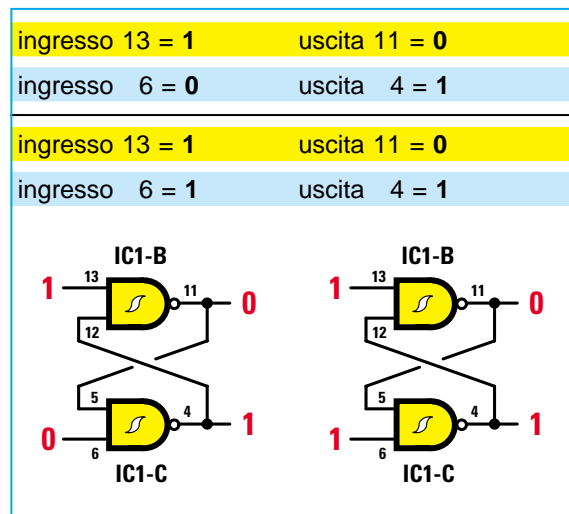 ingresso 13 = 1 uscita 11 = 0
ingresso 6 = 0 uscita 4 = 1
ingresso 13 = 1 uscita 11 = 0
ingresso 6 = 1 uscita 4 = 1
IC1-B IC1-B
1 13 11 0 1 13 11 0
12 12
5 4 1 5 4 1
0 6 1 6
IC1-C IC1-C